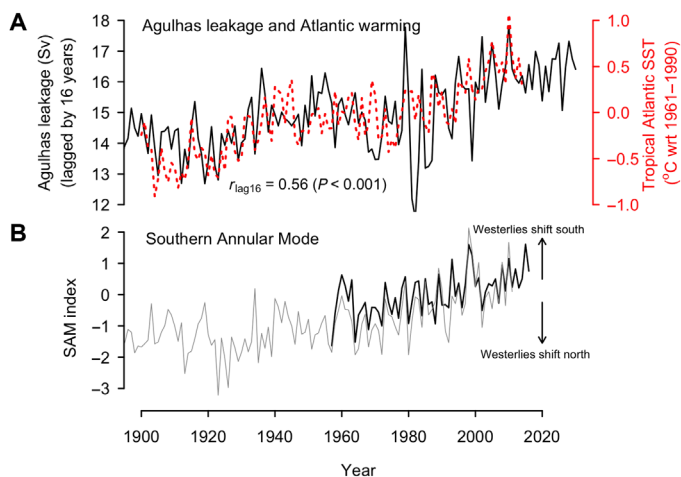 A
Agulhas leakage and Atlantic warming
Agulhas leakage (Sv)
(lagged by 16 years)
18
17
16
15
14
13
12
1.0
0.5
0.0
−0.5
−1.0
Tropical Atlantic SST
(°C wrt 1961−1990)
rlag16 = 0.56 (P < 0.001)
B
Southern Annular Mode
SAM index
2
1
0
−1
−2
−3
Westerlies shift south
Westerlies shift north
1900 1920 1940 1960 1980 2000 2020
Year